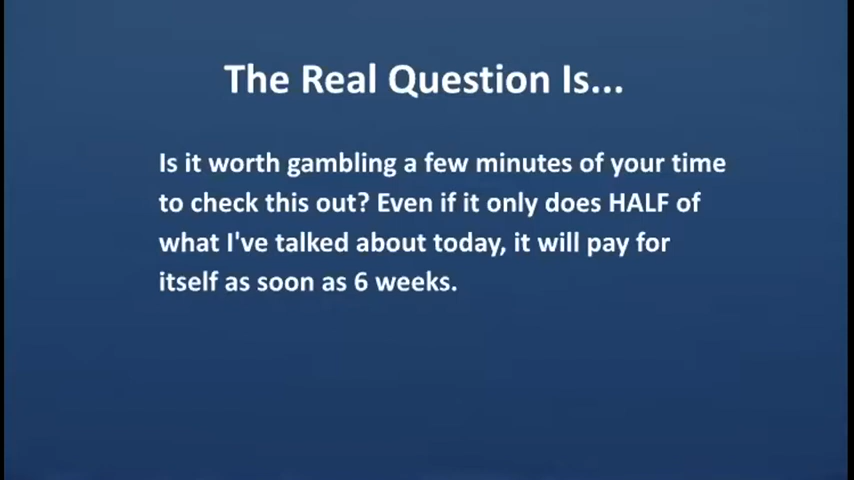 The Real Question Is...
Is it worth gambling a few minutes of your time
to check this out? Even if it only does HALF of
what I've talked about today, it will pay for
itself as soon as 6 weeks.